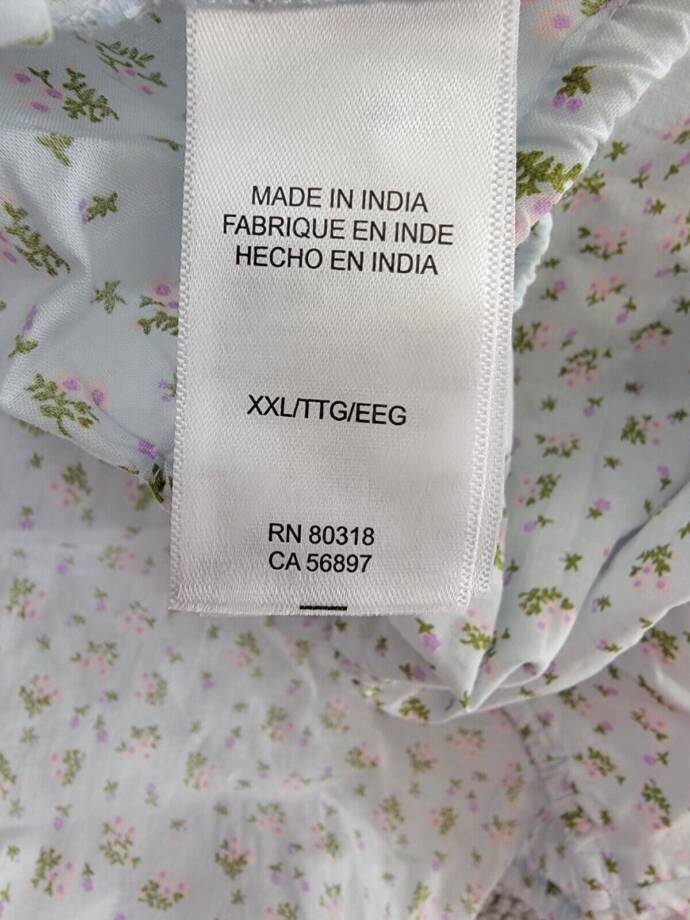 MADE IN INDIA
FABRIQUE EN INDE
HECHO EN INDIA
XXL/TTG/EEG
RN 80318
CA 56897